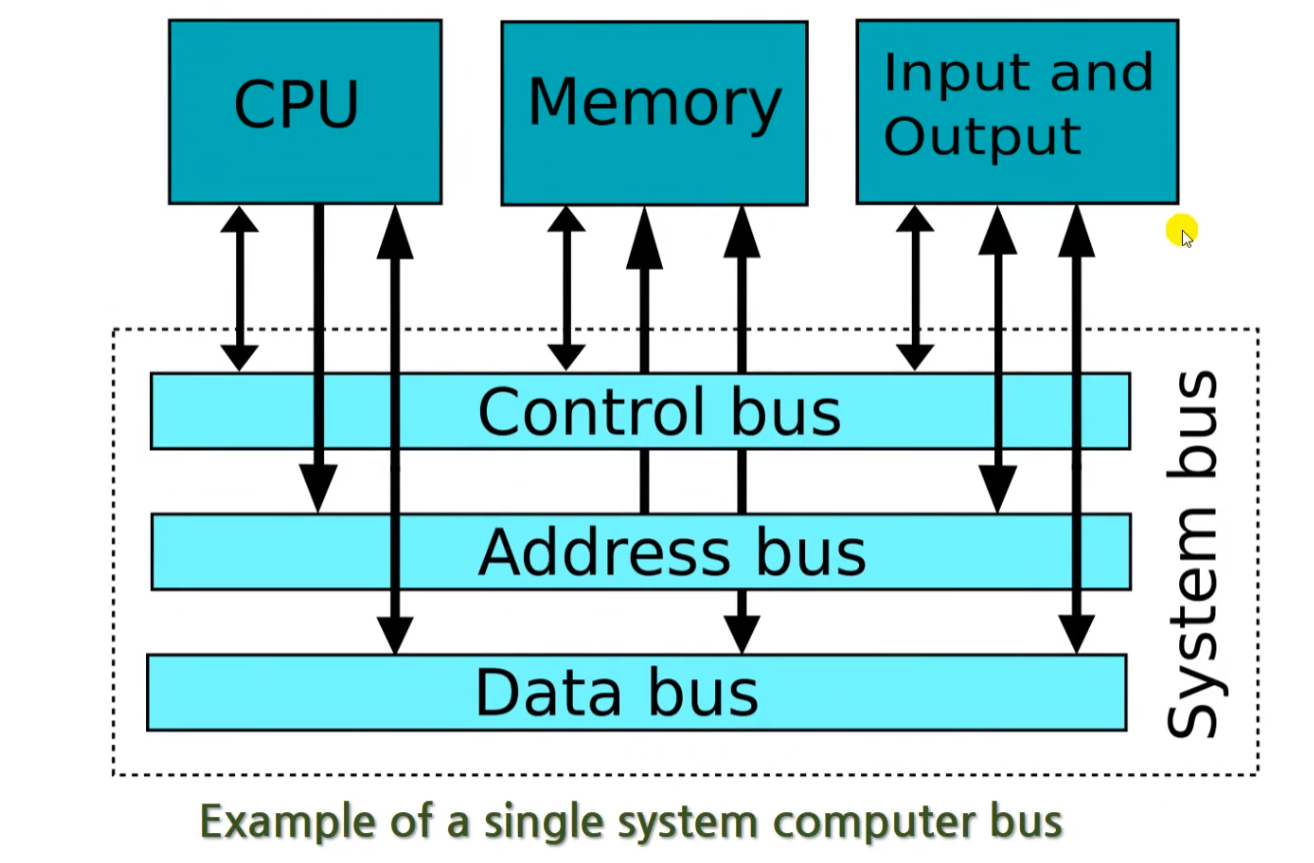 CPU
Memory
Input and
Output
Control bus
Address bus
Data bus
System bus
Example of a single system computer bus